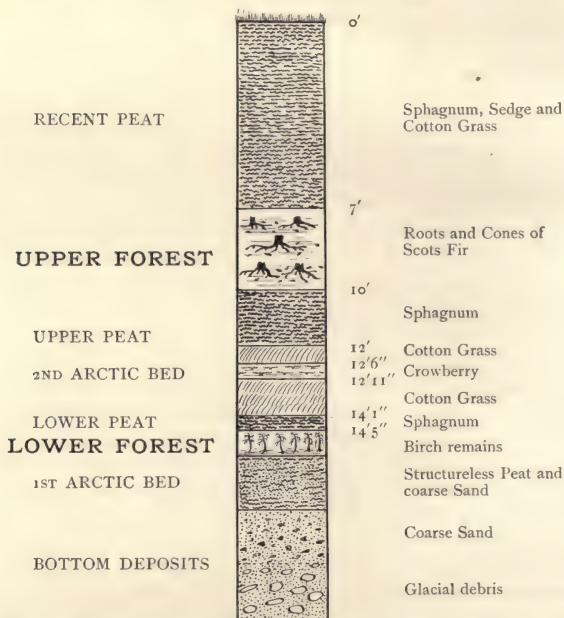 0'
RECENT PEAT
Sphagnum, Sedge and
Cotton Grass
7'
UPPER FOREST
Roots and Cones of
Scots Fir
10'
Sphagnum
UPPER PEAT
12'
Cotton Grass
12'6"
2ND ARCTIC BED
Crowberry
12'11"
Cotton Grass
14'1"
LOWER PEAT
Sphagnum
14'5"
LOWER FOREST
Birch remains
1ST ARCTIC BED
Structureless Peat and
coarse Sand
Coarse Sand
BOTTOM DEPOSITS
Glacial debris